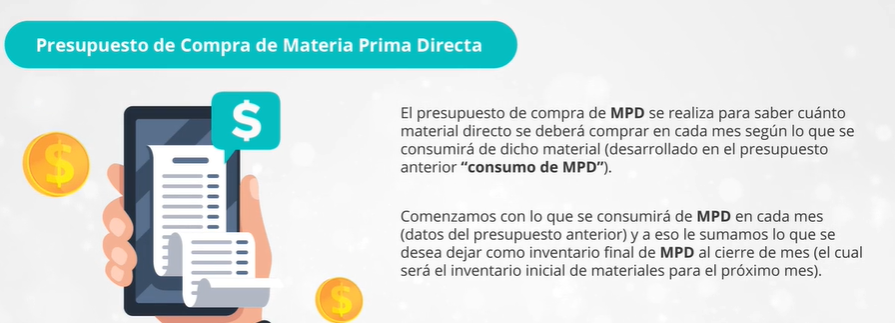 Presupuesto de Compra de Materia Prima Directa
$
$
$
El presupuesto de compra de MPD se realiza para saber cuánto
material directo se deberá comprar en cada mes según lo que se
consumirá de dicho material (desarrollado en el presupuesto
anterior “consumo de MPD”).
Comenzamos con lo que se consumirá de MPD en cada mes
(datos del presupuesto anterior) y a eso le sumamos lo que se
desea dejar como inventario final de MPD al cierre de mes (el cual
será el inventario inicial de materiales para el próximo mes).